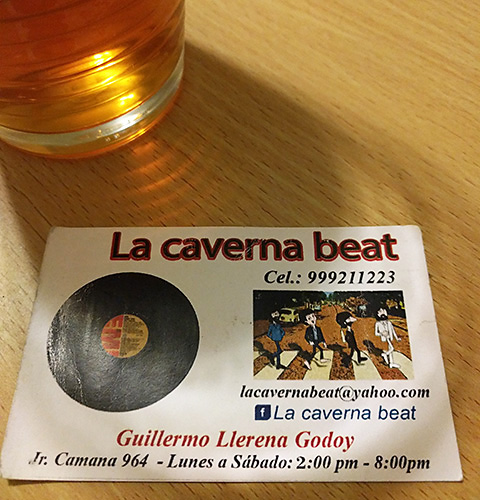 La caverna beat
Cel.: 999211223
lacavernabeat@yahoo.com
f La caverna beat
Guillermo Llerena Godoy
Jr. Camana 964 - Lunes a Sábado: 2:00 pm - 8:00pm